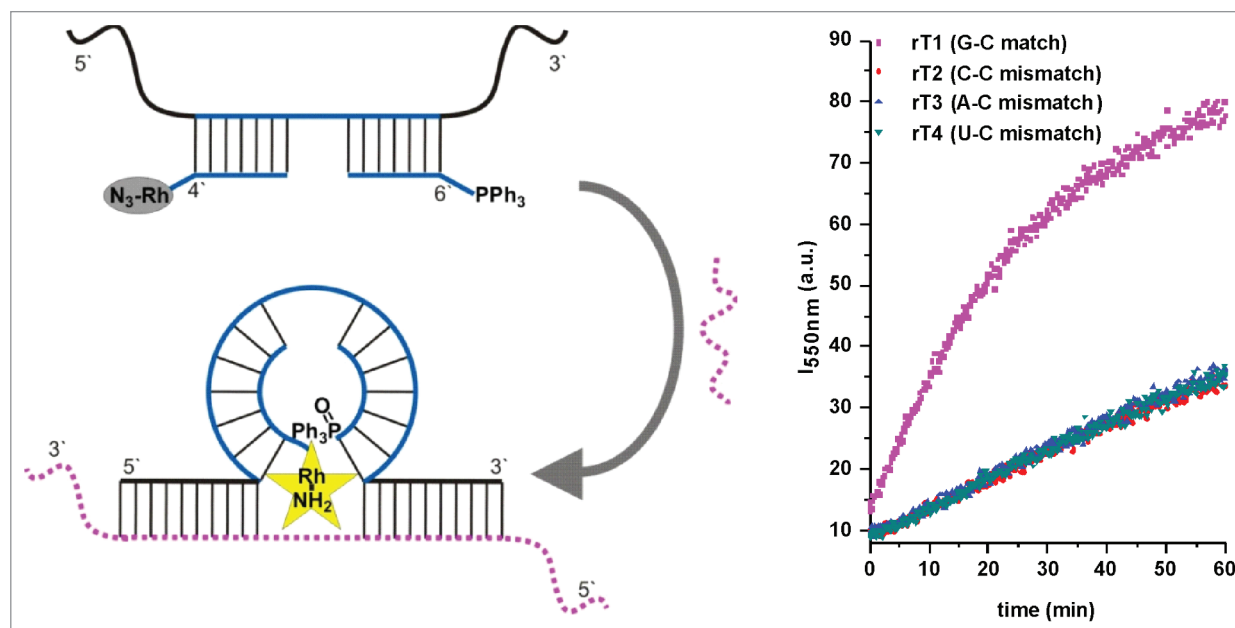 5`
3`
N3-Rh
4`
6`
PPh3
O
Ph3P
Rh
NH2
3`
5`
3`
5`
90
80
70
60
50
40
30
20
10
I550nm (a.u.)
rT1 (G-C match)
rT2 (C-C mismatch)
rT3 (A-C mismatch)
rT4 (U-C mismatch)
0 10 20 30 40 50 60
time (min)